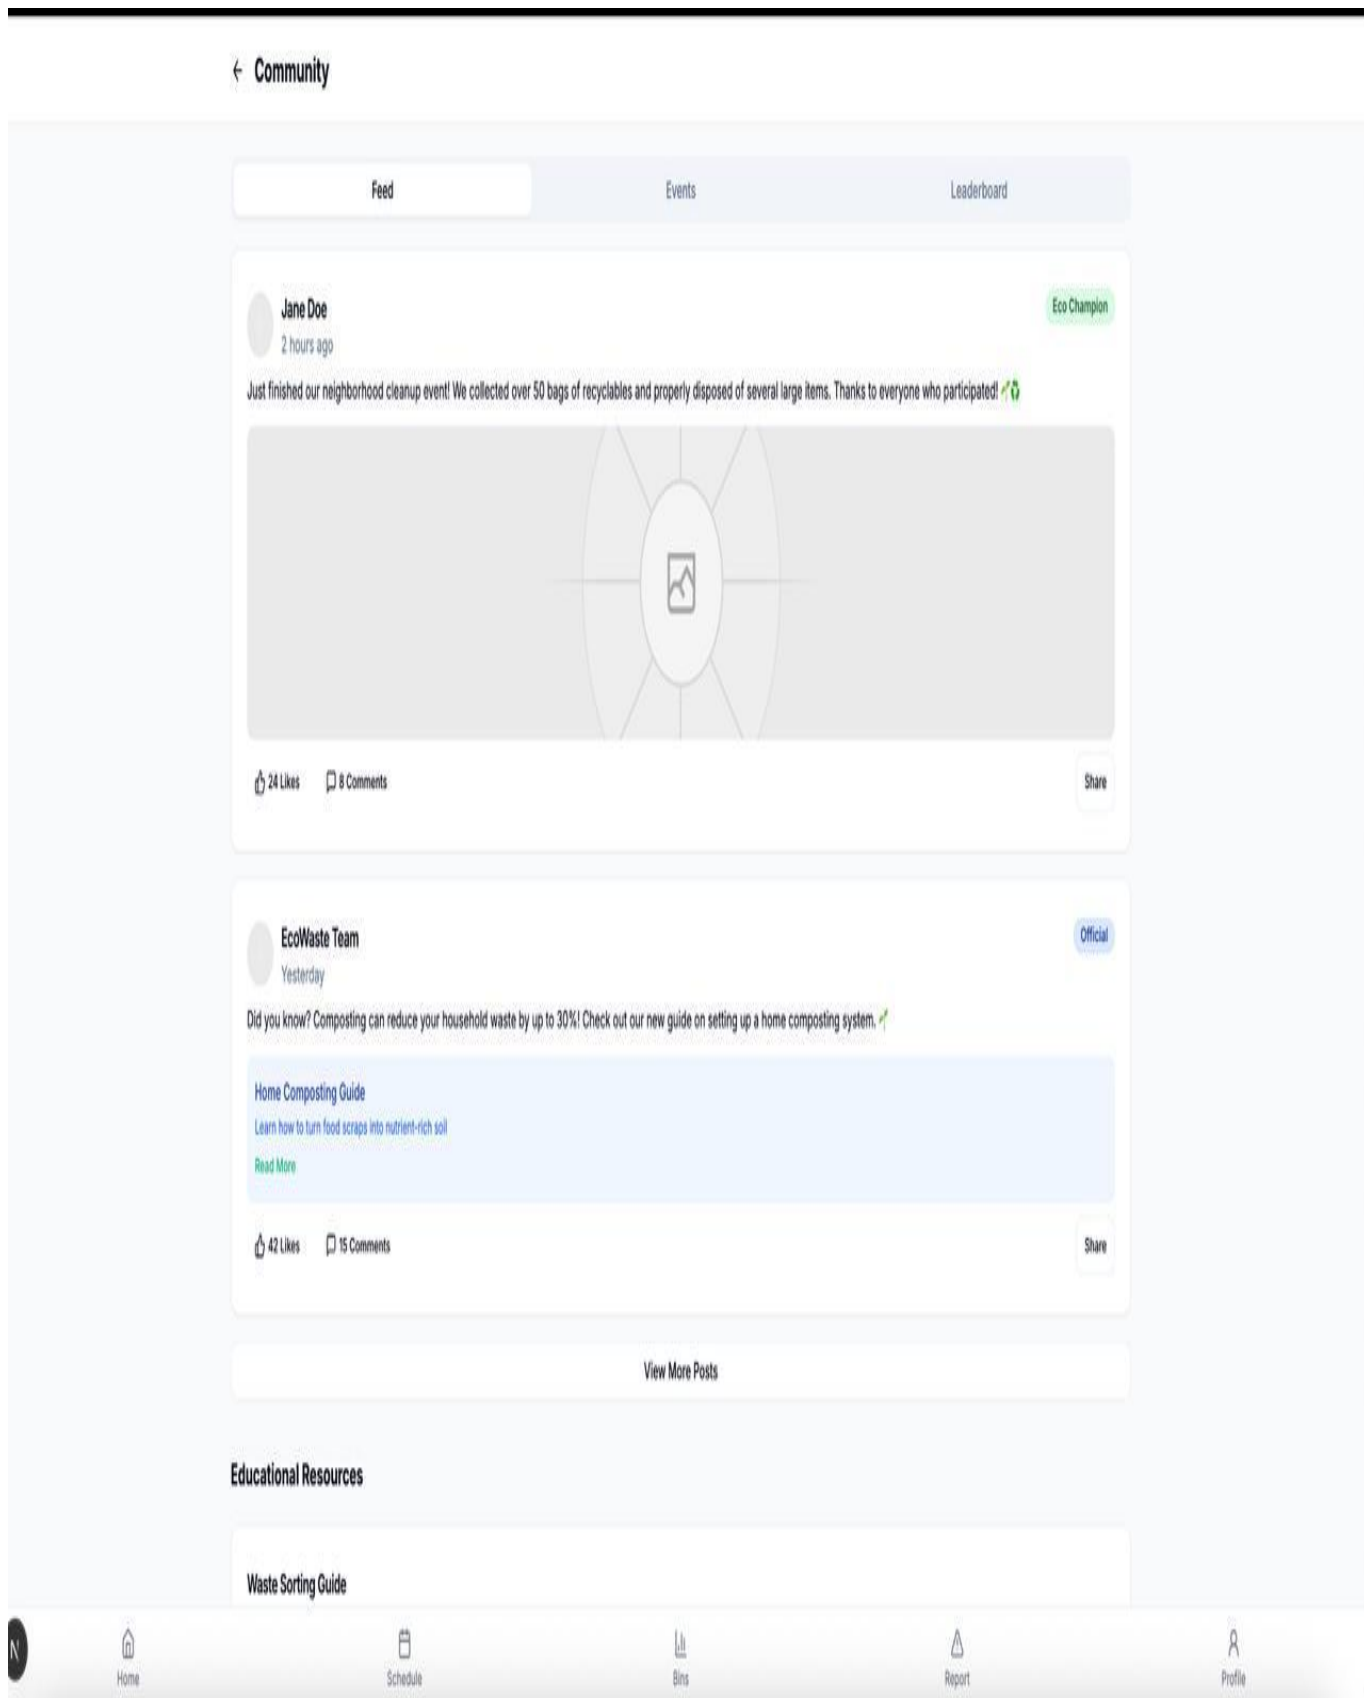 Community
Feed
Events
Leaderboard
Jane Doe
Eco Champion
2 hours ago
Just finished our neighborhood cleanup event! We collected over 50 bags of recyclables and properly disposed of several large items. Thanks to everyone who participated! 🌱♻️
24 Likes
8 Comments
Share
EcoWaste Team
Official
Yesterday
Did you know? Composting can reduce your household waste by up to 30%! Check out our new guide on setting up a home composting system. 🌱
Home Composting Guide
Learn how to turn food scraps into nutrient-rich soil
Read More
42 Likes
15 Comments
Share
View More Posts
Educational Resources
Waste Sorting Guide
N
Home
Schedule
Bins
Report
Profile